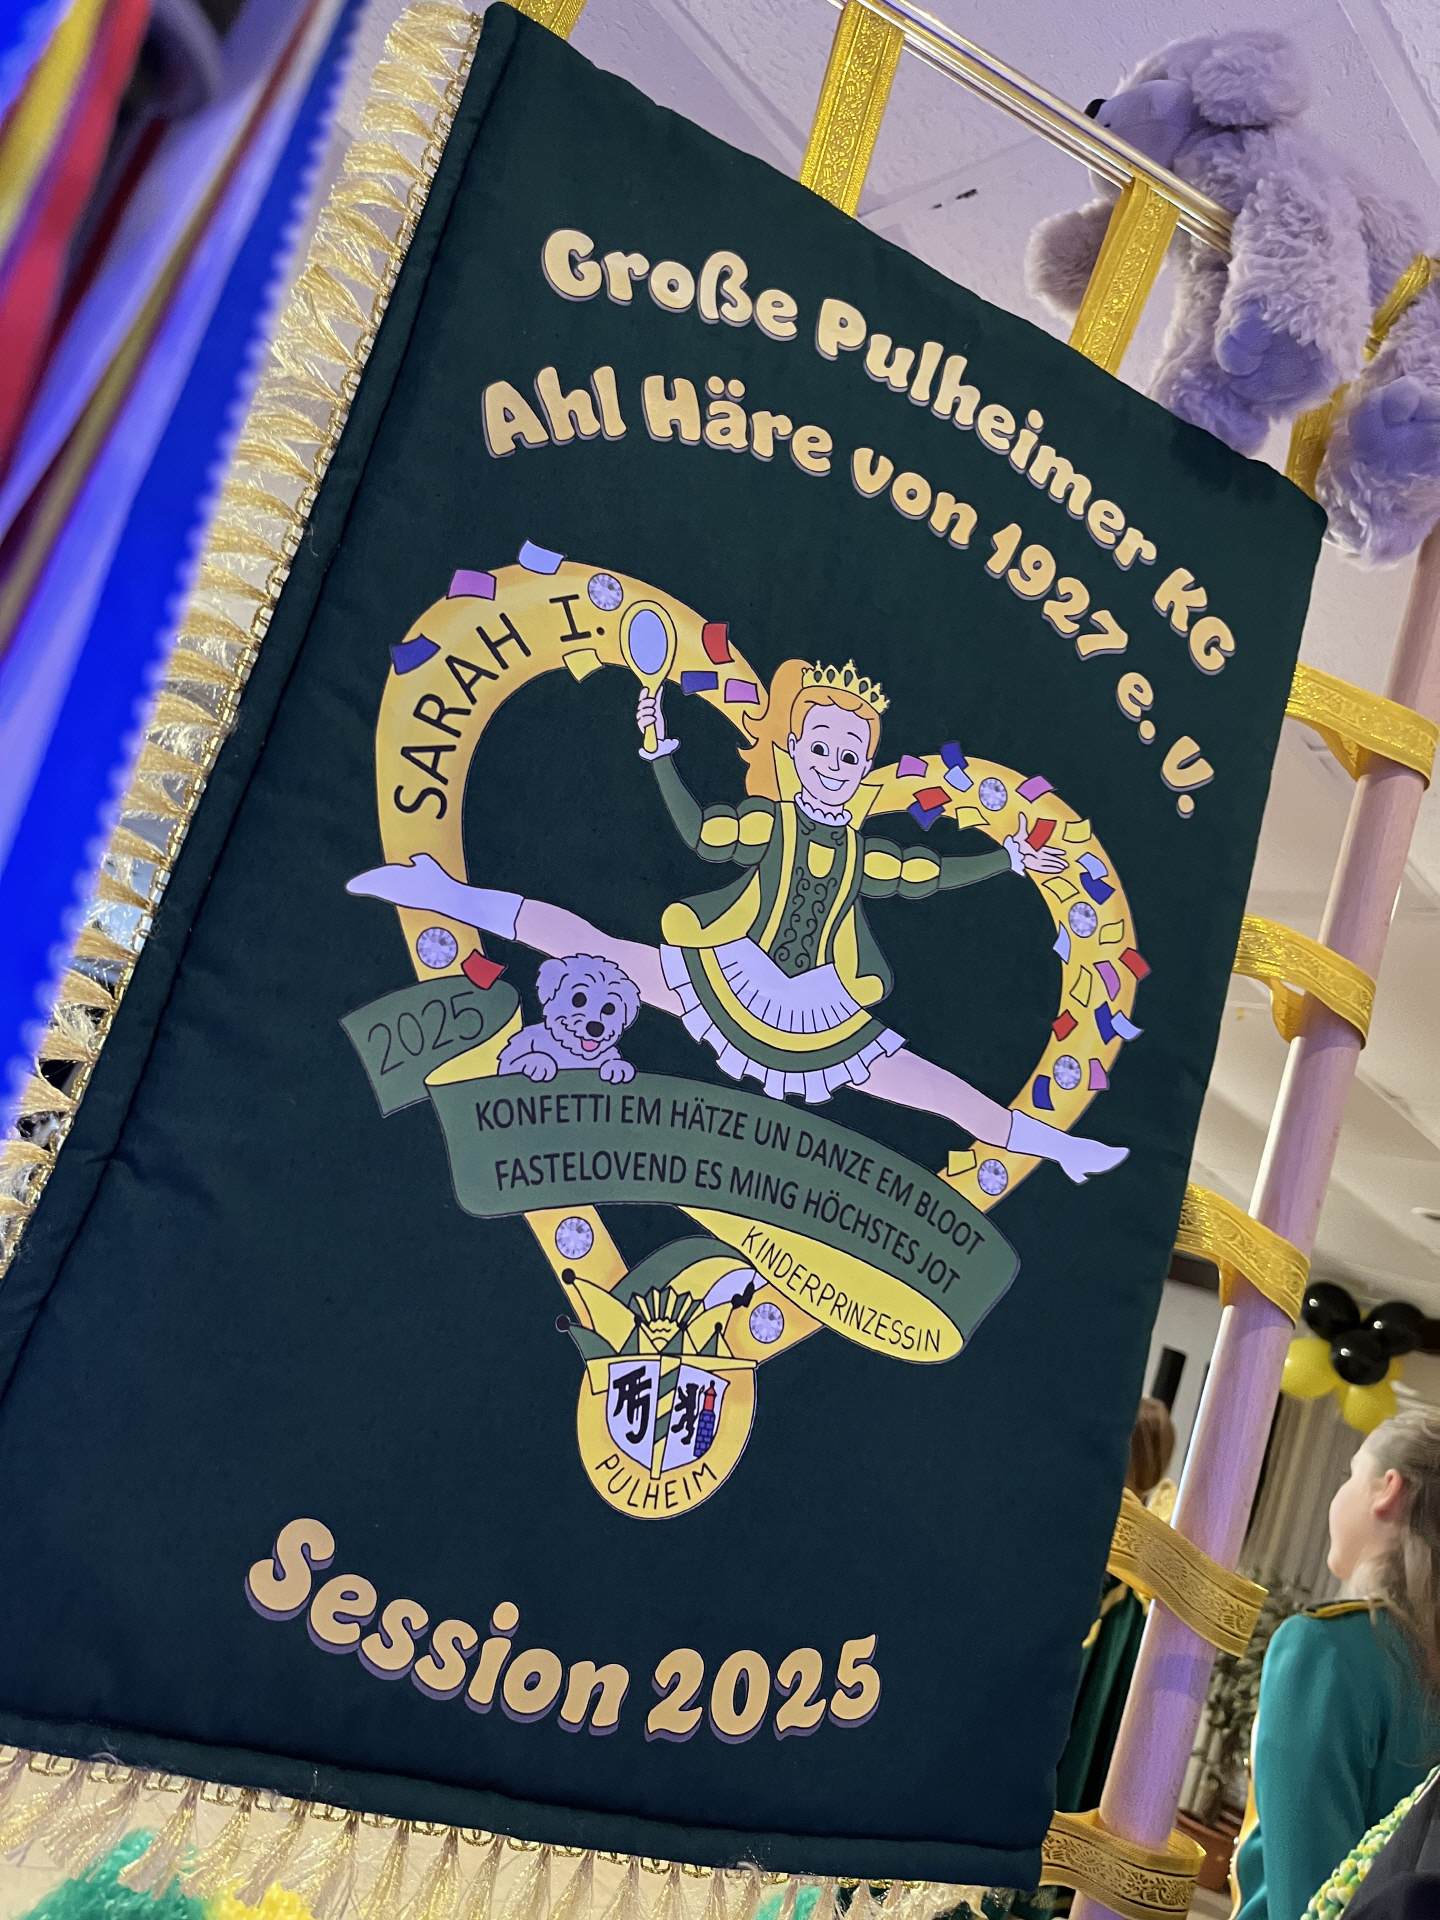 Große Pulheimer KG
Ahl Häre von 1927 e. V.
SARAH I.
2025
KONFETTI EM HÄTZE UN DANZE EM BLOOT
FASTELOVEND ES MING HÖCHSTES JOT
KINDERPRINZESSIN
PULHEIM
Session 2025